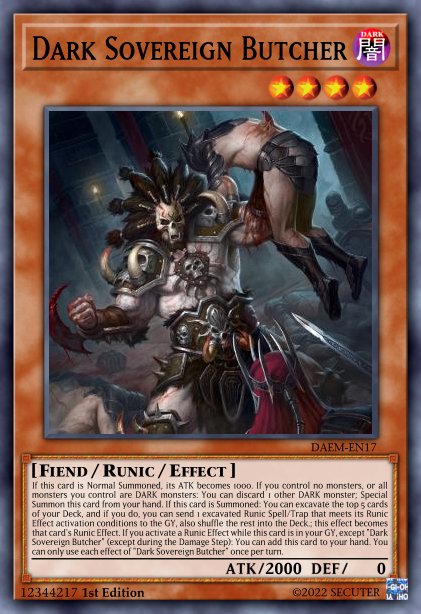 DARK SOVEREIGN BUTCHER
DARK
闇
DAEM-EN17
[FIEND / RUNIC / EFFECT ]
If this card is Normal Summoned, its ATK becomes 1000. If you control no monsters, or all
monsters you control are DARK monsters: You can discard 1 other DARK monster; Special
Summon this card from your hand. If this card is Summoned: You can excavate the top 5 cards
of your Deck, and if you do, you can send 1 excavated Runic Spell/Trap that meets its Runic
Effect activation conditions to the GY, also shuffle the rest into the Deck.; this effect becomes
that card's Runic Effect. If you activate a Runic Effect while this card is in your GY, except "Dark
Sovereign Butcher" (except during the Damage Step): You can add this card to your hand. You
can only use each effect of "Dark Sovereign Butcher" once per turn.
ATK/2000 DEF/ 0
12344217 1st Edition
©2022 SECUTER